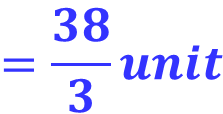 = 38/3 unit